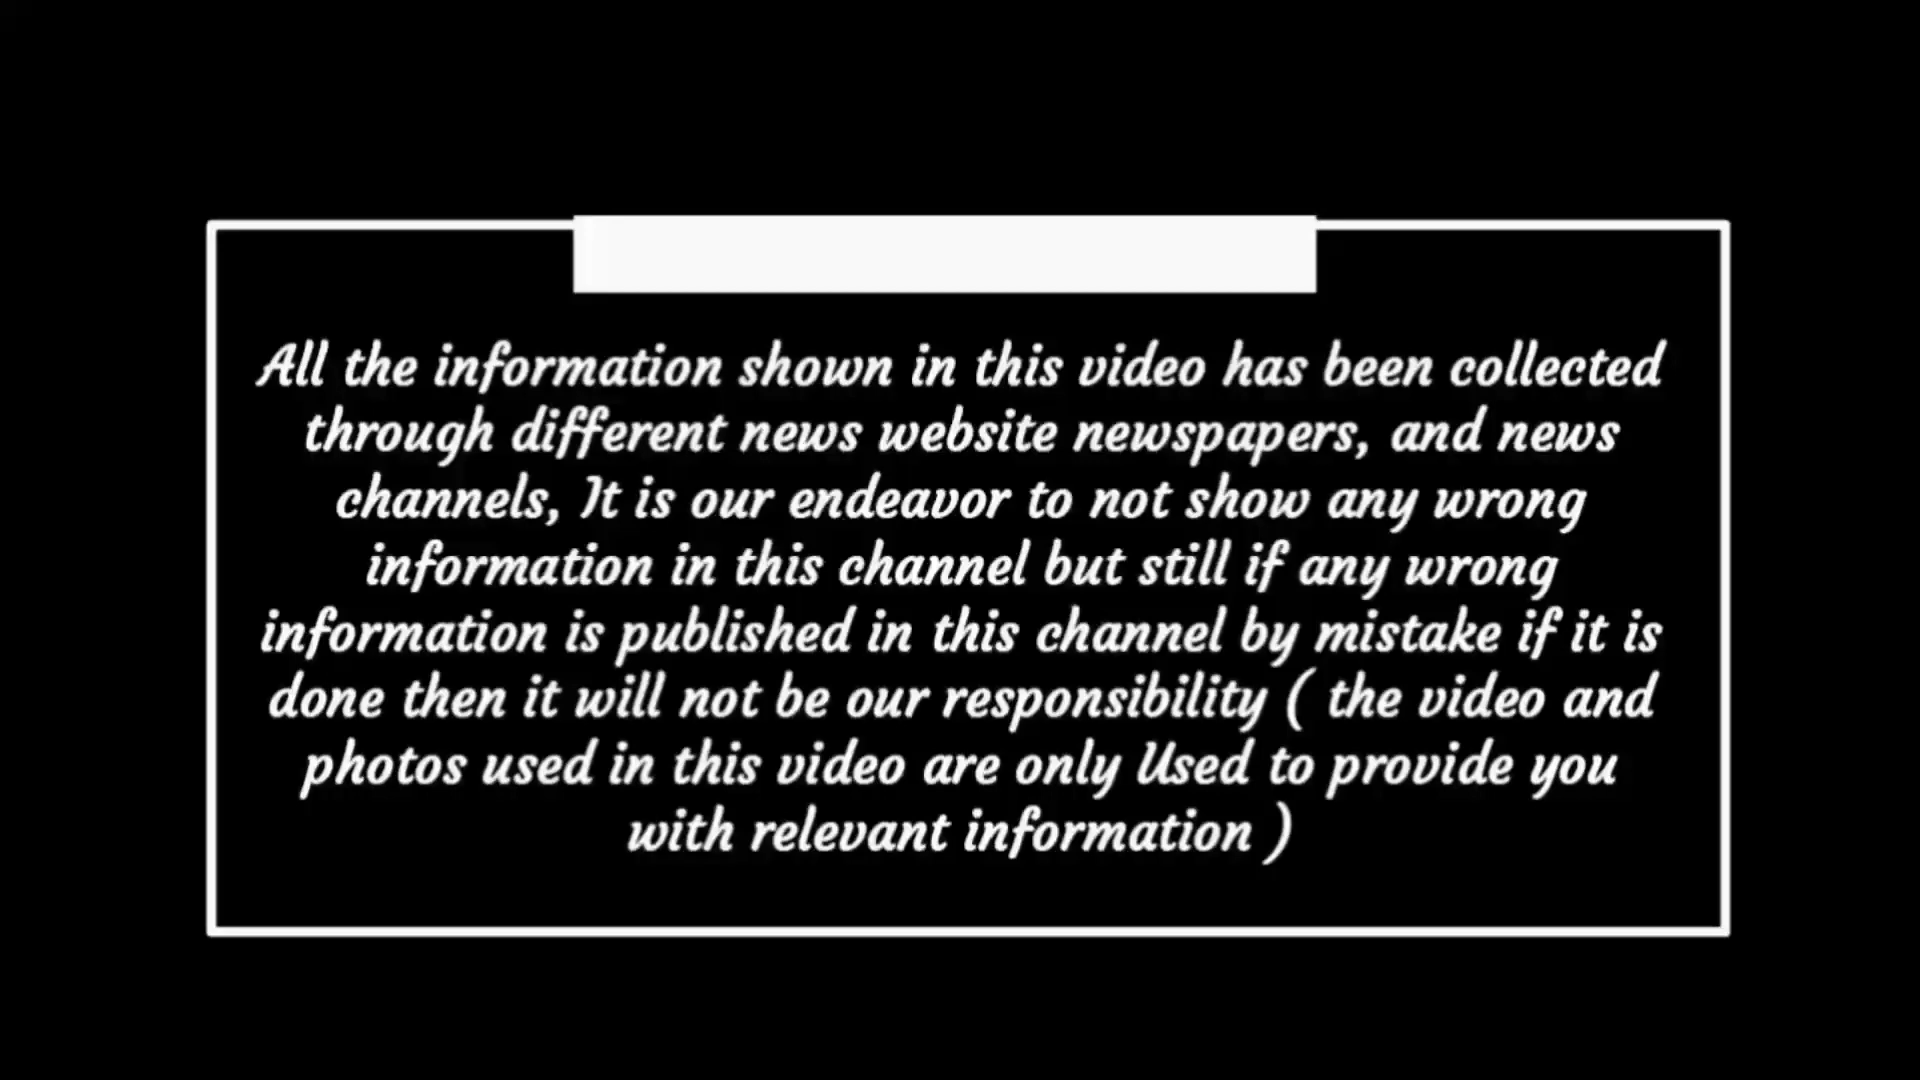 All the information shown in this video has been collected
through different news website newspapers, and news
channels, It is our endeavor to not show any wrong
information in this channel but still if any wrong
information is published in this channel by mistake if it is
done then it will not be our responsibility ( the video and
photos used in this video are only Used to provide you
with relevant information )